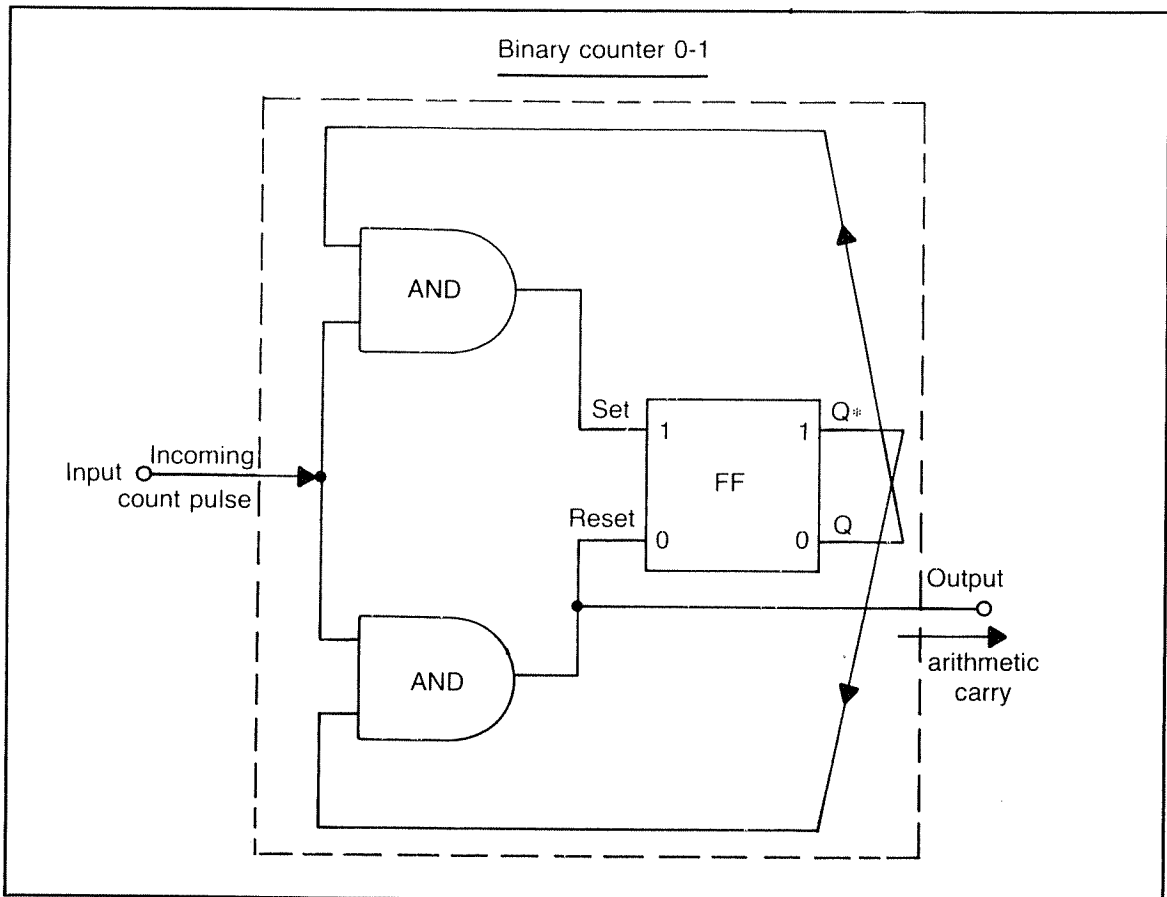 Binary counter 0-1
AND
Set
Q*
1
1
Input
Incoming
count pulse
FF
Reset
Q
0
0
Output
arithmetic
carry
AND